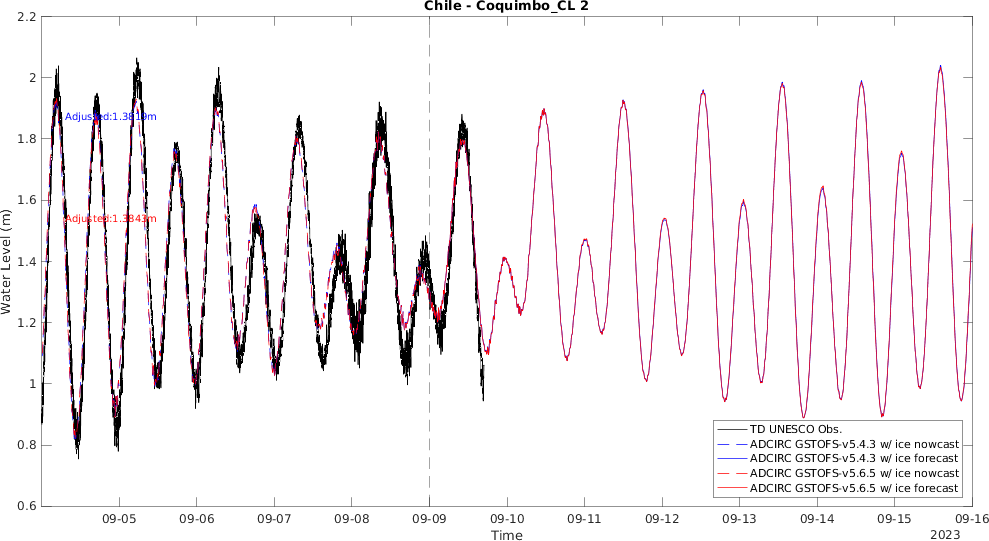 Chile - Coquimbo_CL 2
2.2
2
1.8
1.6
1.4
1.2
1
0.8
0.6
Water Level (m)
Adjusted:1.3819m
Adjusted:1.3343m
TD UNESCO Obs.
ADCIRC GSTOFS-v5.4.3 w/ ice nowcast
ADCIRC GSTOFS-v5.4.3 w/ ice forecast
ADCIRC GSTOFS-v5.6.5 w/ ice nowcast
ADCIRC GSTOFS-v5.6.5 w/ ice forecast
09-05 09-06 09-07 09-08 09-09 09-10 09-11 09-12 09-13 09-14 09-15 09-16
2023
Time